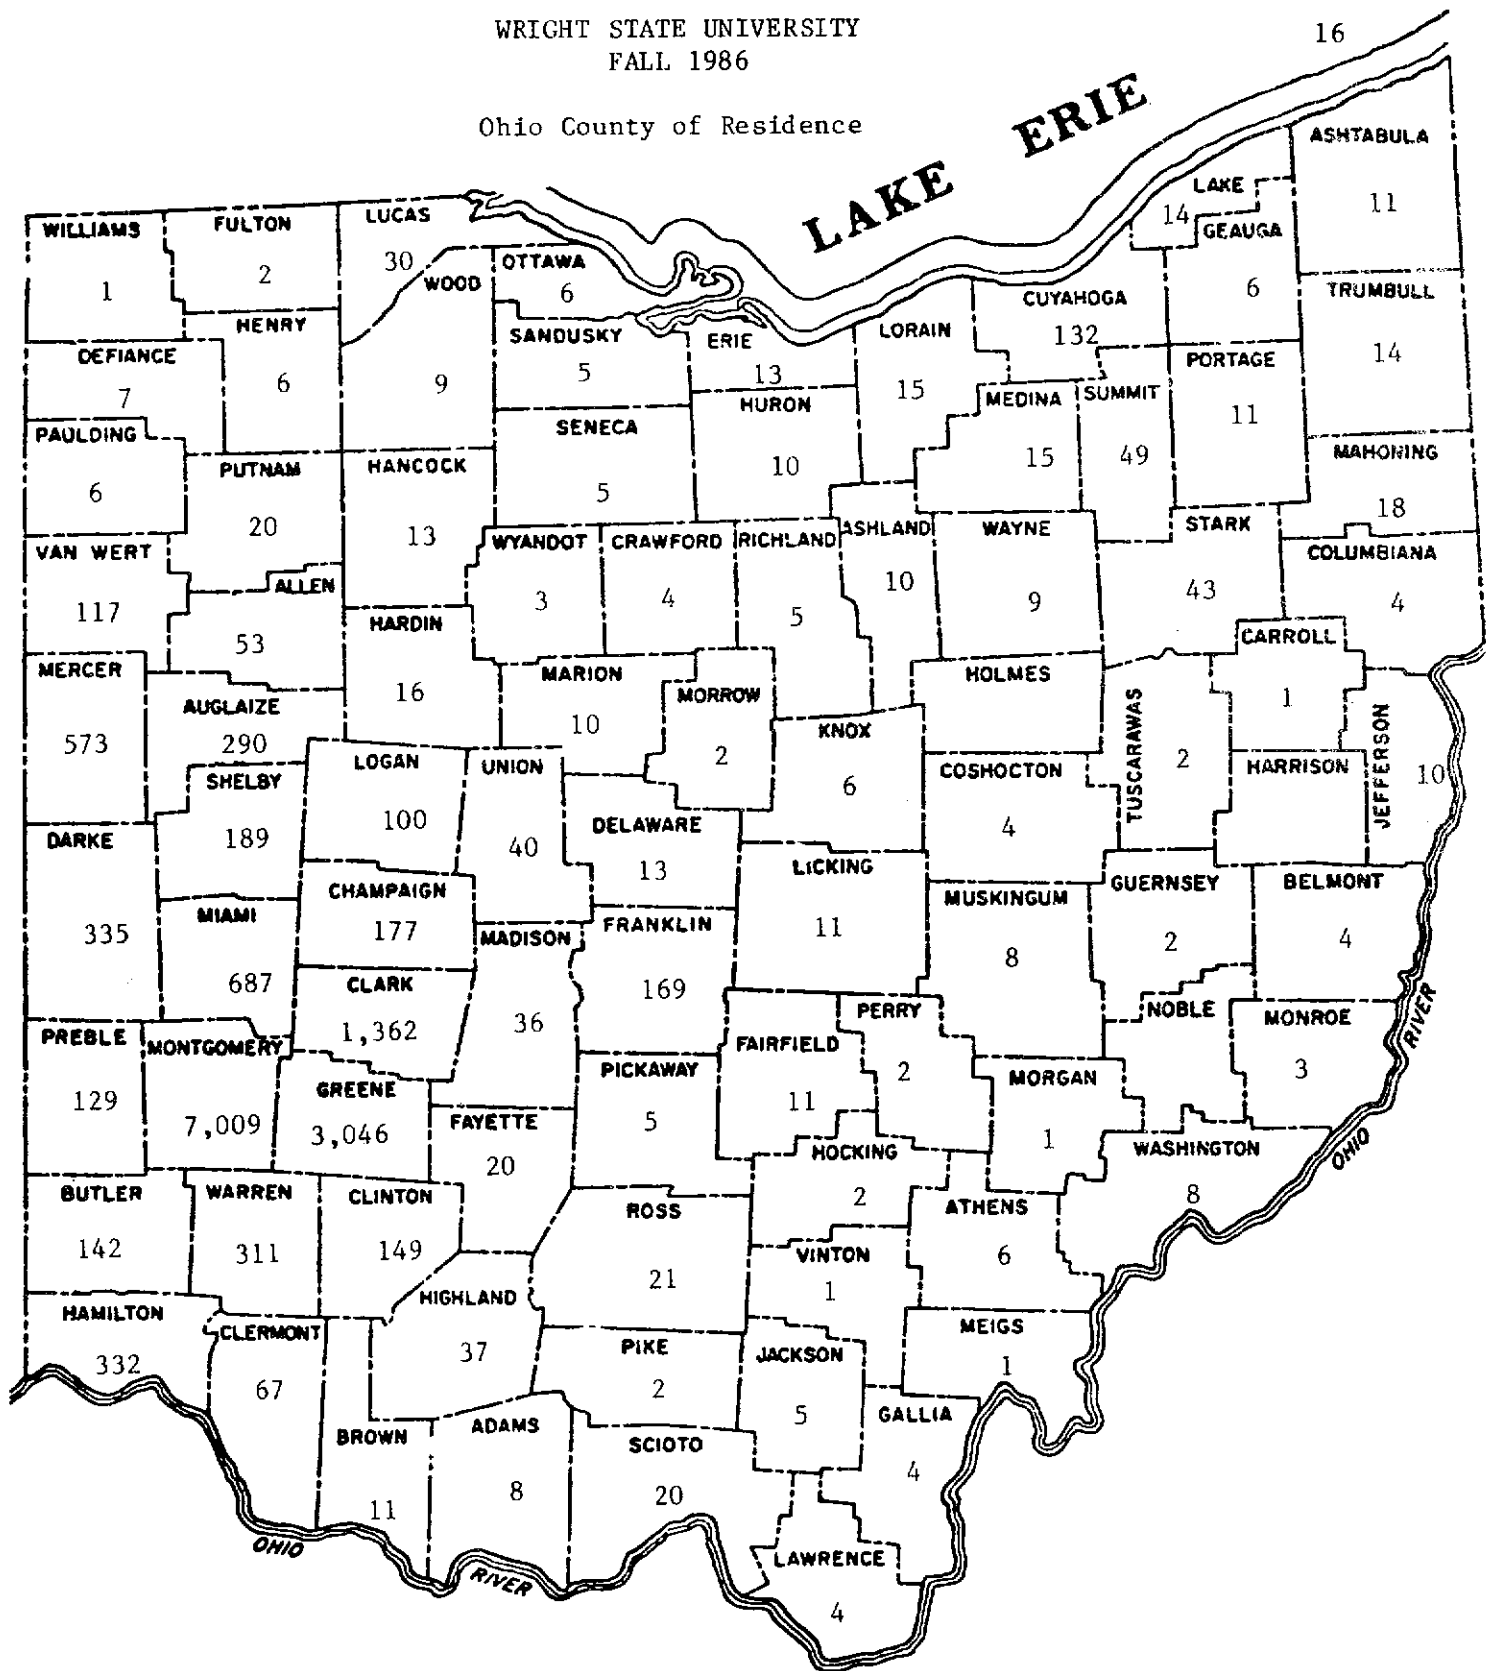 WRIGHT STATE UNIVERSITY
FALL 1986
16
Ohio County of Residence
LAKE ERIE
WILLIAMS
1
FULTON
2
LUCAS
30
WOOD
9
OTTAWA
6
HENRY
6
DEFIANCE
7
SANDUSKY
5
ERIE
13
LORAIN
15
CUYAHOGA
132
LAKE
14
GEAUGA
6
ASHTABULA
11
TRUMBULL
14
PAULDING
6
PUTNAM
20
HANCOCK
13
SENECA
5
HURON
10
MEDINA
15
SUMMIT
49
PORTAGE
11
MAHONING
18
VAN WERT
117
ALLEN
53
HARDIN
16
WYANDOT
3
CRAWFORD
4
RICHLAND
5
ASHLAND
10
WAYNE
9
STARK
43
COLUMBIANA
4
MERCER
573
AUGLAIZE
290
MARION
10
MORROW
2
KNOX
6
HOLMES
TUSCARAWAS
2
CARROLL
1
JEFFERSON
10
SHELBY
189
LOGAN
100
UNION
40
DELAWARE
13
COSHOCTON
4
HARRISON
DARKE
335
MIAMI
687
CHAMPAIGN
177
MADISON
36
FRANKLIN
169
LICKING
11
MUSKINGUM
8
GUERNSEY
2
BELMONT
4
CLARK
1,362
PREBLE
129
MONTGOMERY
7,009
GREENE
3,046
FAYETTE
20
PICKAWAY
5
FAIRFIELD
11
PERRY
2
MORGAN
1
NOBLE
MONROE
3
HOCKING
2
WASHINGTON
8
OHIO RIVER
BUTLER
142
WARREN
311
CLINTON
149
ROSS
21
VINTON
1
ATHENS
6
HAMILTON
332
CLERMONT
67
HIGHLAND
37
PIKE
2
JACKSON
5
MEIGS
1
BROWN
11
ADAMS
8
SCIOTO
20
GALLIA
4
LAWRENCE
4
OHIO RIVER